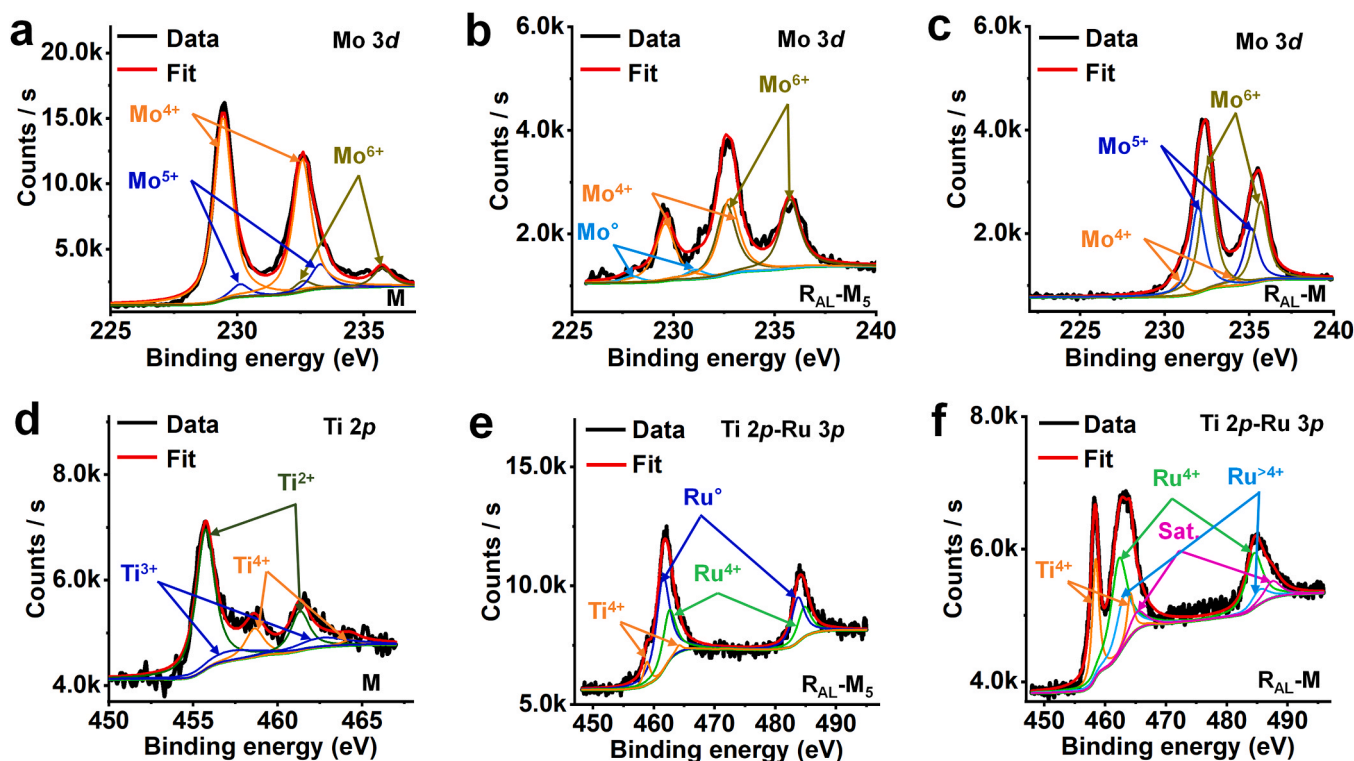 a
Data
Fit
Mo 3d
20.0k
15.0k
10.0k
5.0k
Counts / s
Mo⁴⁺
Mo⁵⁺
Mo⁶⁺
M
225 230 235
Binding energy (eV)
b
Data
Fit
Mo 3d
6.0k
4.0k
2.0k
Counts / s
Mo⁶⁺
Mo⁴⁺
Mo°
R_AL-M₅
225 230 235 240
Binding energy (eV)
c
Data
Fit
Mo 3d
6.0k
4.0k
2.0k
Counts / s
Mo⁶⁺
Mo⁵⁺
Mo⁴⁺
R_AL-M
225 230 235 240
Binding energy (eV)
d
Data
Fit
Ti 2p
8.0k
6.0k
4.0k
Counts / s
Ti²⁺
Ti³⁺
Ti⁴⁺
M
450 455 460 465
Binding energy (eV)
e
Data
Fit
Ti 2p-Ru 3p
15.0k
10.0k
5.0k
Counts / s
Ru°
Ru⁴⁺
Ti⁴⁺
R_AL-M₅
450 460 470 480 490
Binding energy (eV)
f
Data
Fit
Ti 2p-Ru 3p
8.0k
6.0k
4.0k
Counts / s
Ru⁴⁺
Ru^>4+
Sat.
Ti⁴⁺
R_AL-M
450 460 470 480 490
Binding energy (eV)